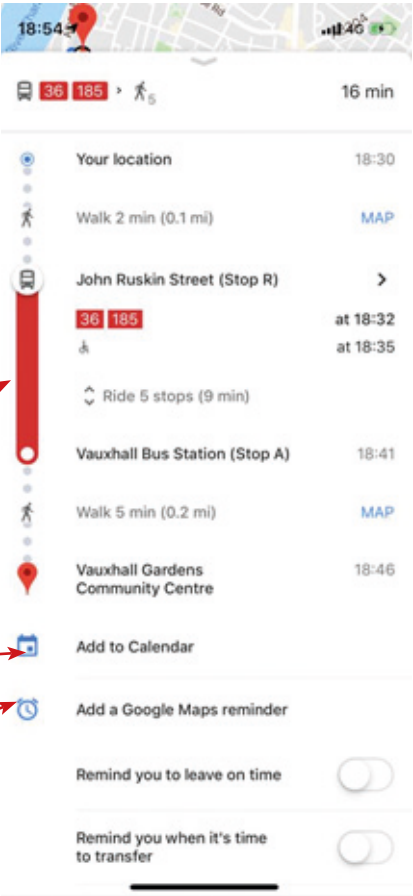 18:54
36 185 5 16 min
Your location 18:30
Walk 2 min (0.1 mi) MAP
John Ruskin Street (Stop R)
36 185 at 18:32
at 18:35
Ride 5 stops (9 min)
Vauxhall Bus Station (Stop A) 18:41
Walk 5 min (0.2 mi) MAP
Vauxhall Gardens
Community Centre 18:46
Add to Calendar
Add a Google Maps reminder
Remind you to leave on time
Remind you when it's time
to transfer